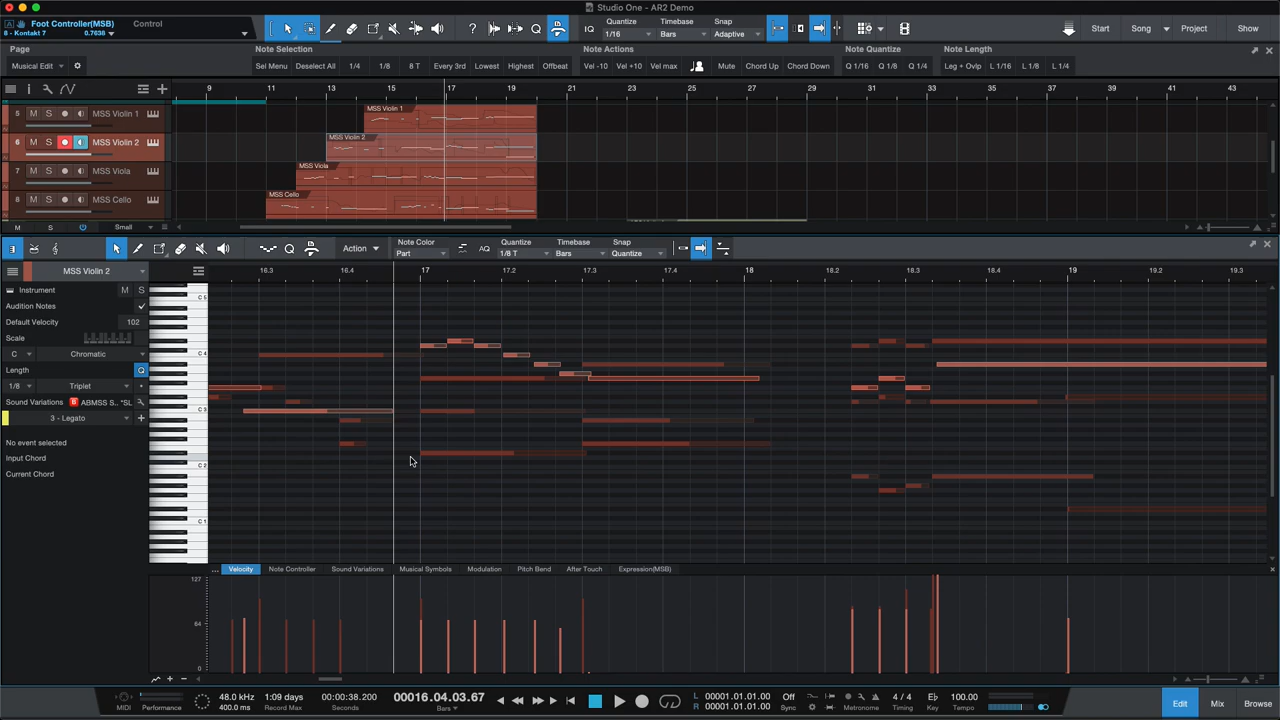 Studio One - AR2 Demo
Foot Controller(MSB)
Control
8 - Kontakt 7
0.7638
Quantize
1/16
Timebase
Bars
Snap
Adaptive
Start
Song
Project
Show
Page
Musical Edit
Note Selection
Sel Menu
Deselect All
1/4
1/8
8 T
Every 3rd
Lowest
Highest
Offbeat
Note Actions
Vel -10
Vel +10
Vel max
Mute
Chord Up
Chord Down
Note Quantize
Q 1/16
Q 1/8
Q 1/4
Note Length
Leg + Ovlp
L 1/16
L 1/8
L 1/4
9 11 13 15 17 19 21 23 25 27 29 31 33 35 37 39 41 43
5 M S MSS Violin 1
MSS Violin 1
6 M S MSS Violin 2
MSS Violin 2
7 M S MSS Viola
MSS Viola
8 M S MSS Cello
MSS Cello
M S Small
Action
Note Color
Part
AQ
Quantize
1/8 T
Timebase
Bars
Snap
Quantize
MSS Violin 2
16.3 16.4 17 17.2 17.3 17.4 18 18.2 18.3 18.4 19 19.2 19.3
Instrument M S
Audition Notes
Default Velocity 102
Scale
C Chromatic
Length Q
1/8 Triplet
Sound Variations ABMSS S.. "SL
3 - Legato
No event selected
Input Chord
Current Chord
C 5
C 4
C 3
C 2
C 1
... Velocity Note Controller Sound Variations Musical Symbols Modulation Pitch Bend After Touch Expression(MSB)
127
64
0
MIDI
Performance
48.0 kHz
400.0 ms
1:09 days
Record Max
00:00:38.200
Seconds
00016.04.03.67
Bars
L 00001.01.01.00
R 00001.01.01.00
Off
Sync
Metronome
4 / 4
Timing
Key
100.00
Tempo
Edit
Mix
Browse